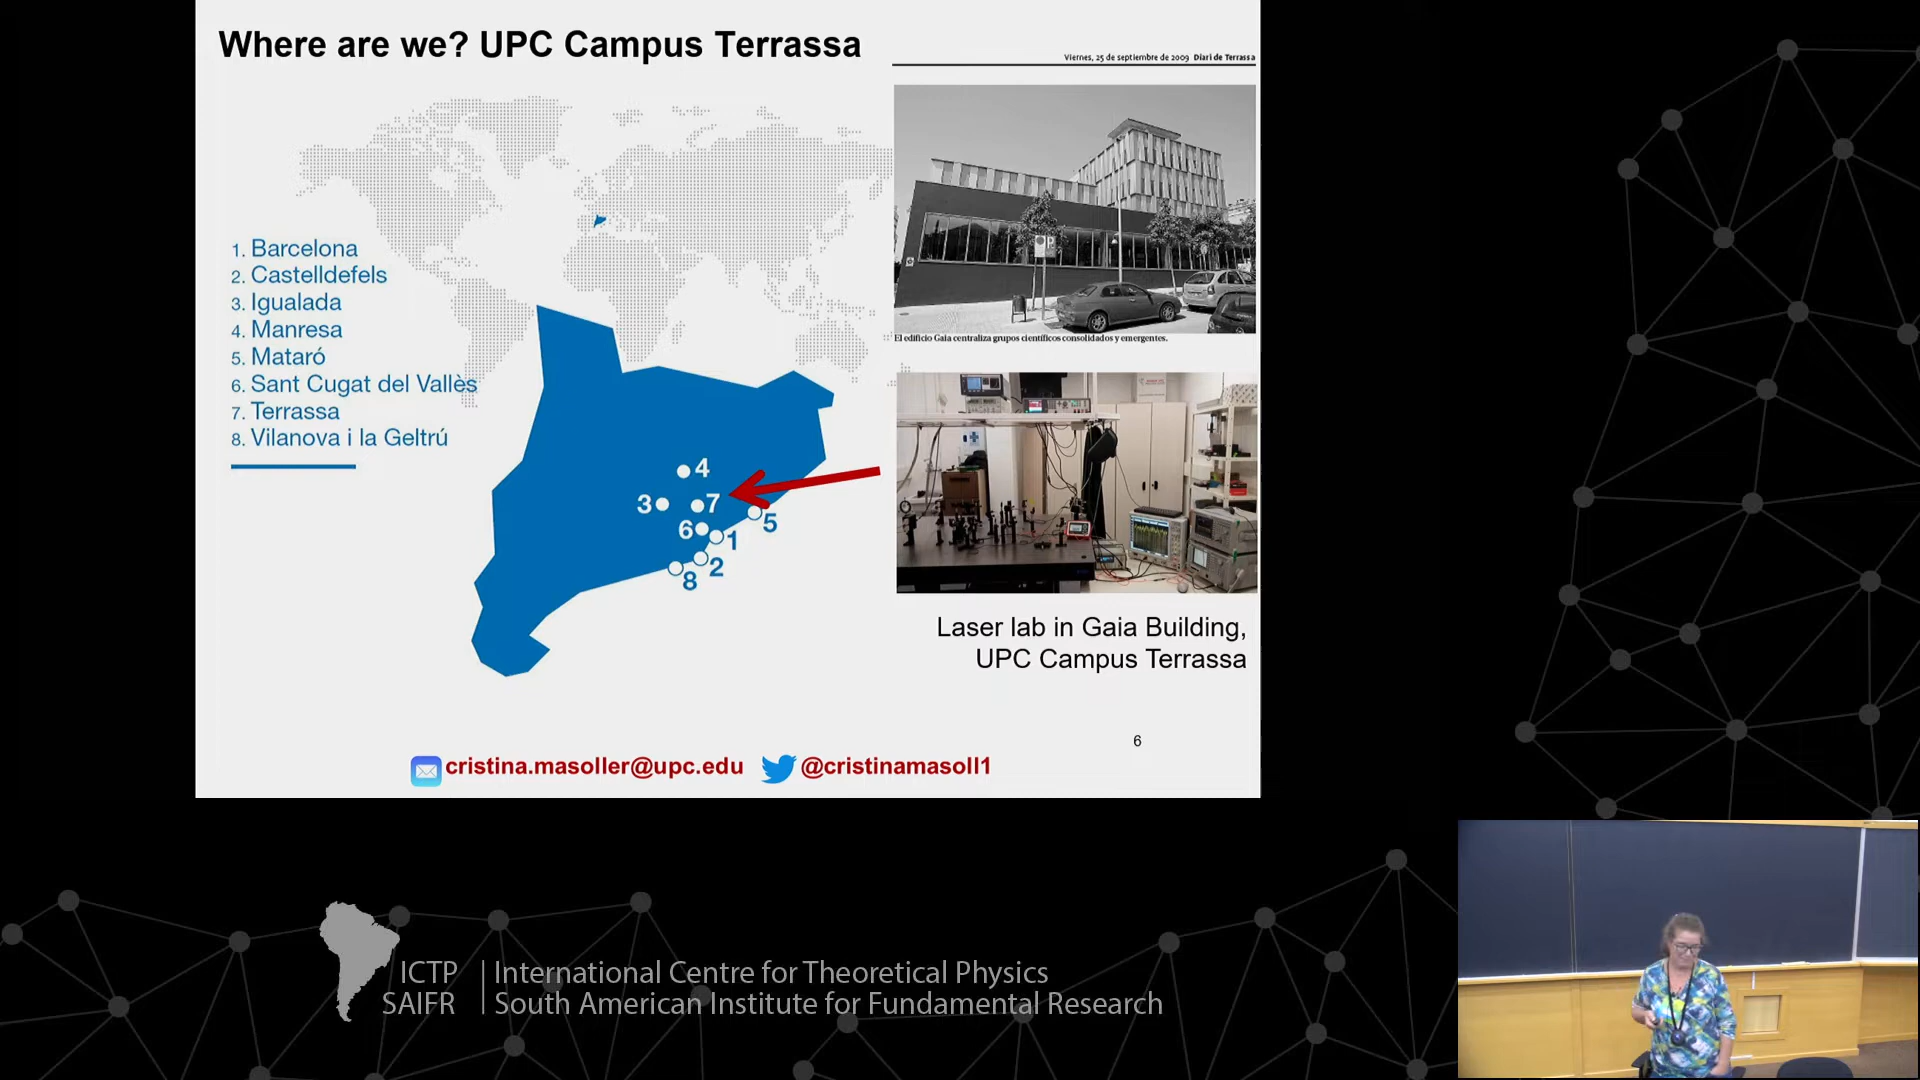 Where are we? UPC Campus Terrassa
Viernes, 25 de septiembre de 2009 Diari de Terrassa
1. Barcelona
2. Castelldefels
3. Igualada
4. Manresa
5. Mataró
6. Sant Cugat del Vallès
7. Terrassa
8. Vilanova i la Geltrú
El edificio Gaia centraliza grupos científicos consolidados y emergentes.
P
4
3
7
5
6
1
2
8
Laser lab in Gaia Building,
UPC Campus Terrassa
6
cristina.masoller@upc.edu @cristinamasoll1
ICTP International Centre for Theoretical Physics
SAIFR South American Institute for Fundamental Research